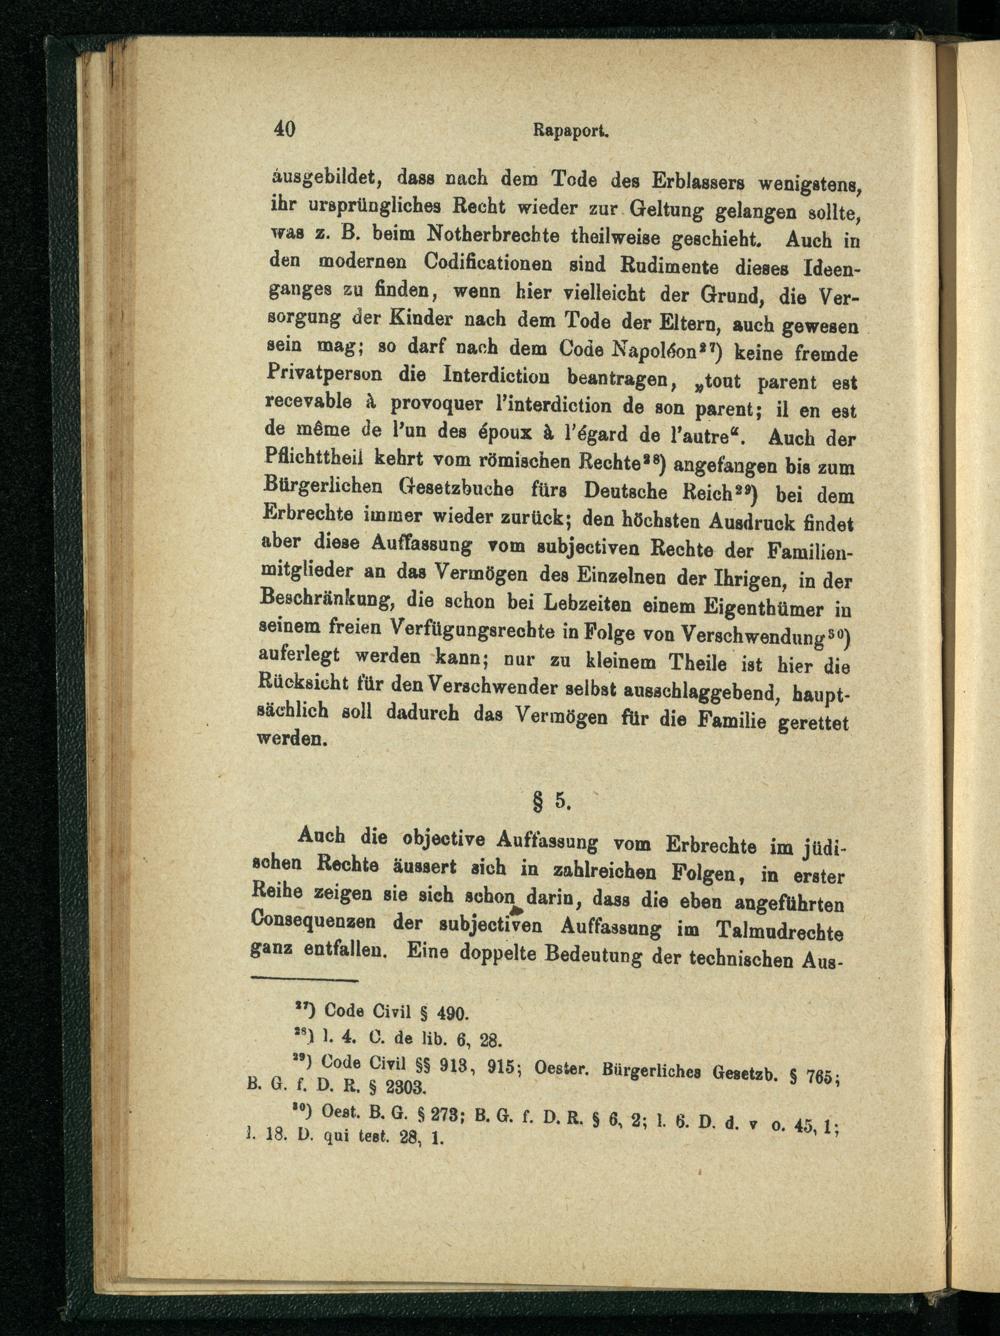 40
Rapaport.
ausgebildet, dass nach dem Tode des Erblassers wenigstens,
ihr ursprüngliches Recht wieder zur Geltung gelangen sollte,
was z. B. beim Notherbrechte theilweise geschieht. Auch in
den modernen Codificationen sind Rudimente dieses Ideen-
ganges zu finden, wenn hier vielleicht der Grund, die Ver-
sorgung der Kinder nach dem Tode der Eltern, auch gewesen
sein mag; so darf nach dem Code Napoléon²⁷) keine fremde
Privatperson die Interdiction beantragen, „tout parent est
recevable à provoquer l'interdiction de son parent; il en est
de même de l'un des époux à l'égard de l'autre“. Auch der
Pflichttheil kehrt vom römischen Rechte²⁸) angefangen bis zum
Bürgerlichen Gesetzbuche fürs Deutsche Reich²⁹) bei dem
Erbrechte immer wieder zurück; den höchsten Ausdruck findet
aber diese Auffassung vom subjectiven Rechte der Familien-
mitglieder an das Vermögen des Einzelnen der Ihrigen, in der
Beschränkung, die schon bei Lebzeiten einem Eigenthümer in
seinem freien Verfügungsrechte in Folge von Verschwendung³⁰)
auferlegt werden kann; nur zu kleinem Theile ist hier die
Rücksicht für den Verschwender selbst ausschlaggebend, haupt-
sächlich soll dadurch das Vermögen für die Familie gerettet
werden.
§ 5.
Auch die objective Auffassung vom Erbrechte im jüdi-
schen Rechte äussert sich in zahlreichen Folgen, in erster
Reihe zeigen sie sich schon darin, dass die eben angeführten
Consequenzen der subjectiven Auffassung im Talmudrechte
ganz entfallen. Eine doppelte Bedeutung der technischen Aus-
²⁷) Code Civil § 490.
²⁸) l. 4. C. de lib. 6, 28.
²⁹) Code Civil §§ 913, 915; Oester. Bürgerliches Gesetzb. § 765;
B. G. f. D. R. § 2303.
³⁰) Oest. B. G. § 273; B. G. f. D. R. § 6, 2; l. 6. D. d. v o. 45, 1;
l. 18. D. qui test. 28, 1.